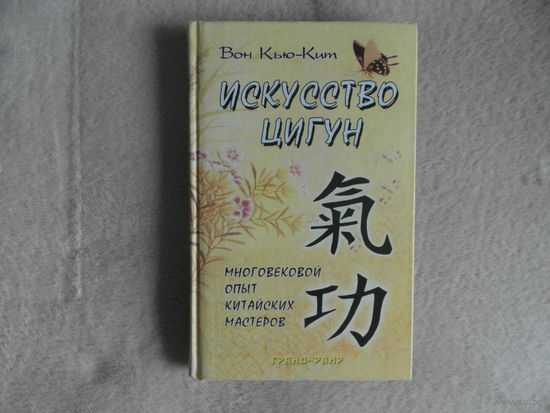 Вон Кью-Кит
ИСКУССТВО
ЦИГУН
氣
功
МНОГОВЕКОВОЙ
ОПЫТ
КИТАЙСКИХ
МАСТЕРОВ
ГРАНД-ФАИР